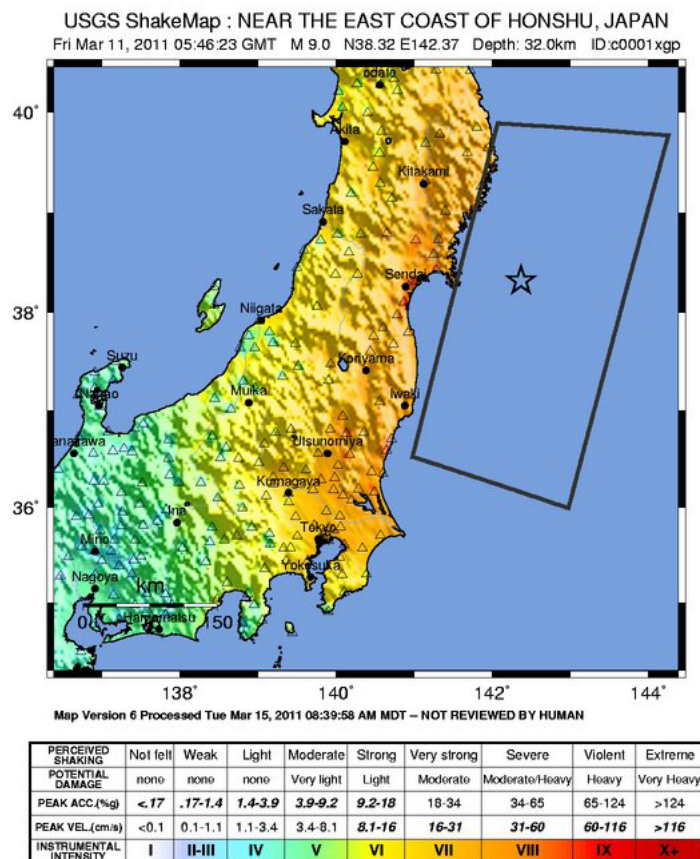 USGS ShakeMap : NEAR THE EAST COAST OF HONSHU, JAPAN
Fri Mar 11, 2011 05:46:23 GMT M 9.0 N38.32 E142.37 Depth: 32.0km ID:c0001xgp
odate
40°
Akita
Kitakami
Sakata
Sendai
38°
Niigata
Suzu
Koriyama
Nanao
Muika
Iwaki
anazawa
Utsunomiya
Kumagaya
36°
Ina
Tokyo
Mino
Yokosuka
Nagoya
km
0
150
Hamamatsu
138°
140°
142°
144°
Map Version 6 Processed Tue Mar 15, 2011 08:39:58 AM MDT -- NOT REVIEWED BY HUMAN
PERCEIVED SHAKING Not felt Weak Light Moderate Strong Very strong Severe Violent Extreme
POTENTIAL DAMAGE none none none Very light Light Moderate Moderate/Heavy Heavy Very Heavy
PEAK ACC.(%g) <.17 .17-1.4 1.4-3.9 3.9-9.2 9.2-18 18-34 34-65 65-124 >124
PEAK VEL.(cm/s) <0.1 0.1-1.1 1.1-3.4 3.4-8.1 8.1-16 16-31 31-60 60-116 >116
INSTRUMENTAL INTENSITY I II-III IV V VI VII VIII IX X+